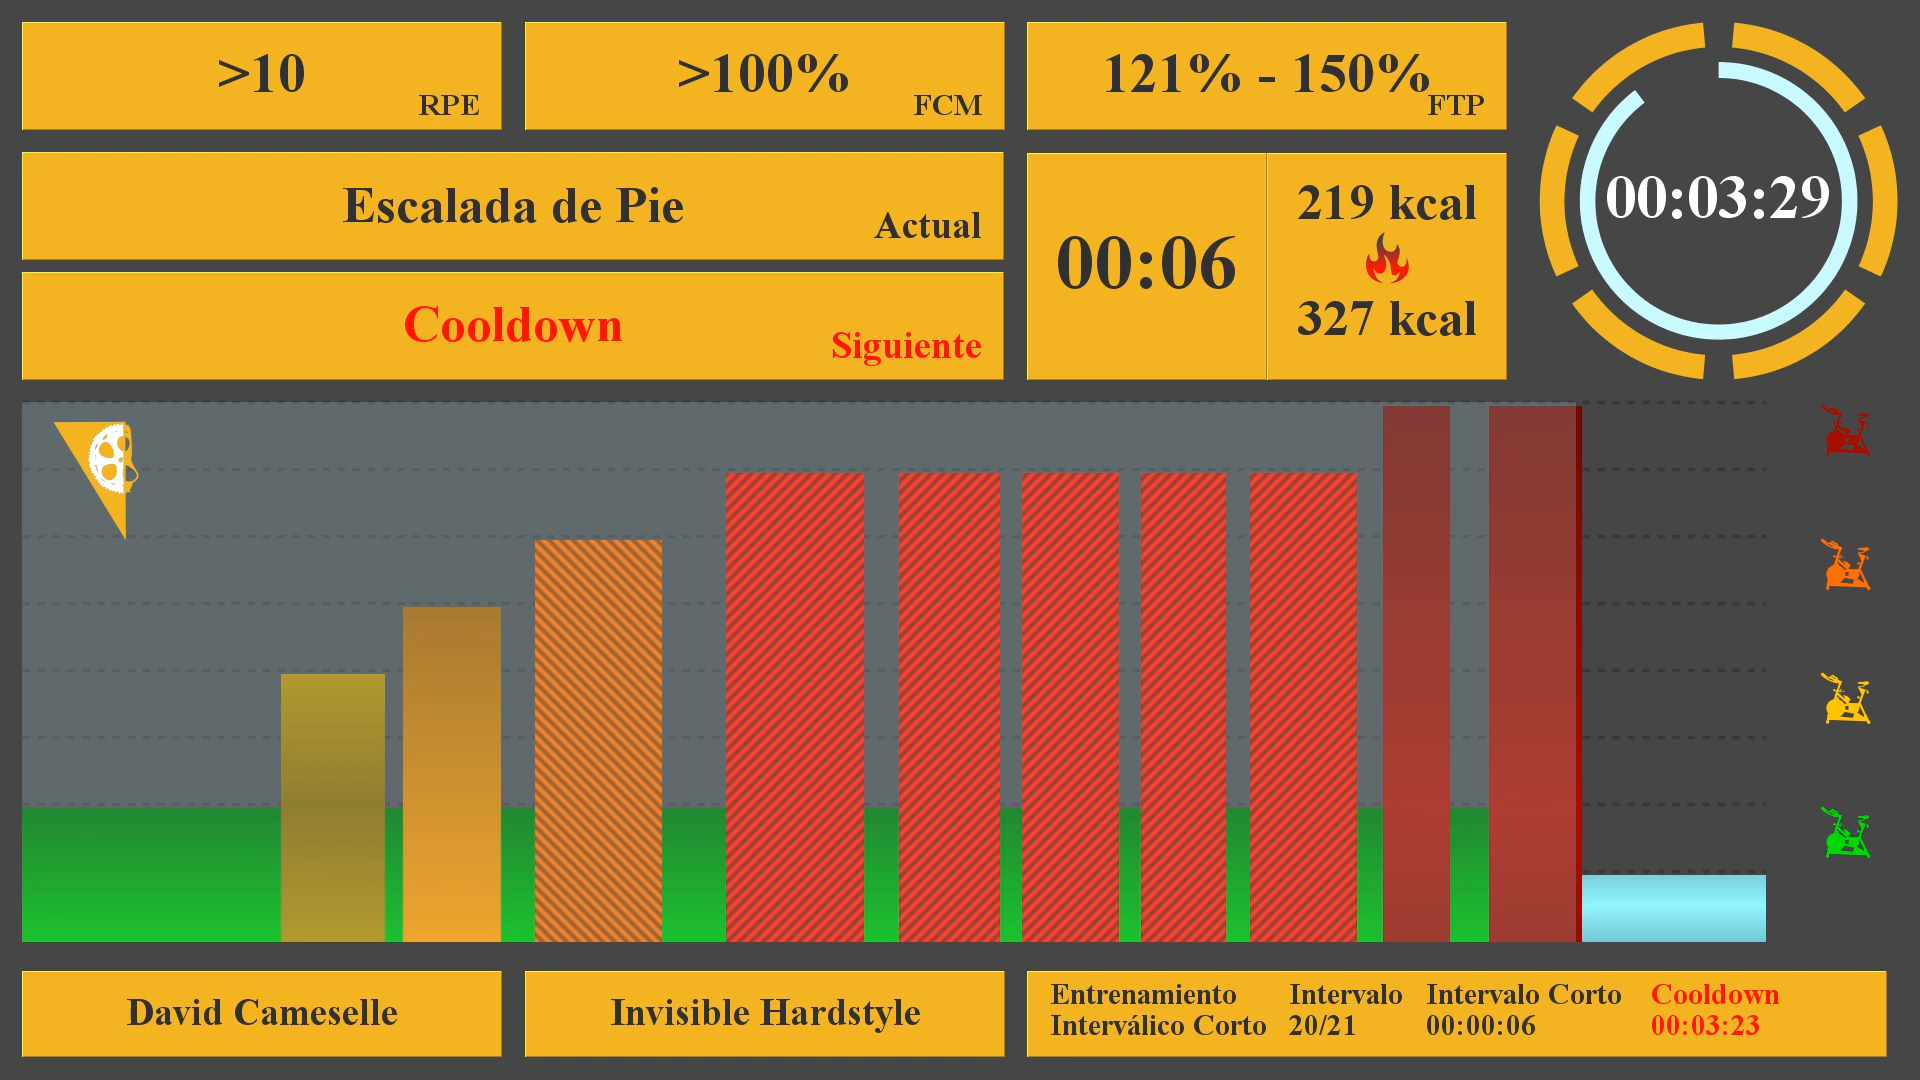 >10
RPE
>100%
FCM
121% - 150%
FTP
00:03:29
Escalada de Pie
Actual
Cooldown
Siguiente
00:06
219 kcal
327 kcal
David Cameselle
Invisible Hardstyle
Entrenamiento
Interválico Corto
Intervalo
20/21
Intervalo Corto
00:00:06
Cooldown
00:03:23